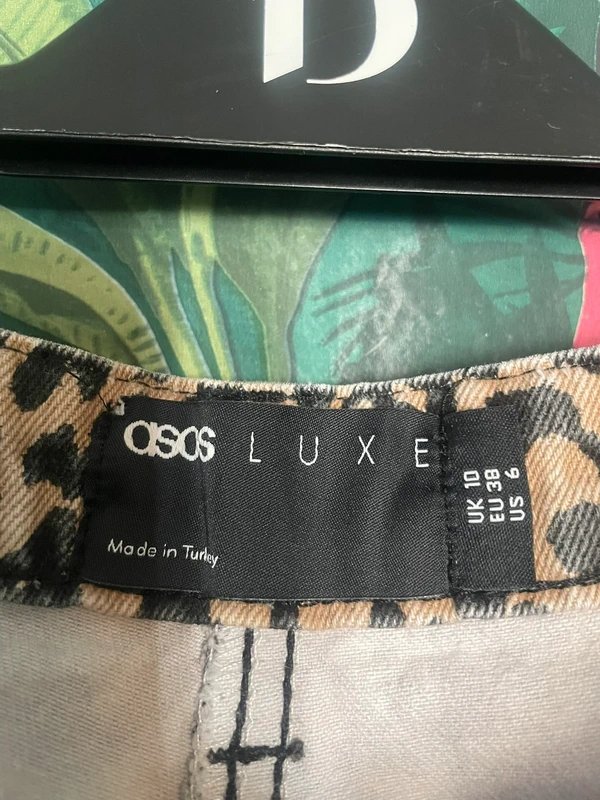 D
asos LUXE
Made in Turkey
UK 10
EU 38
US 6